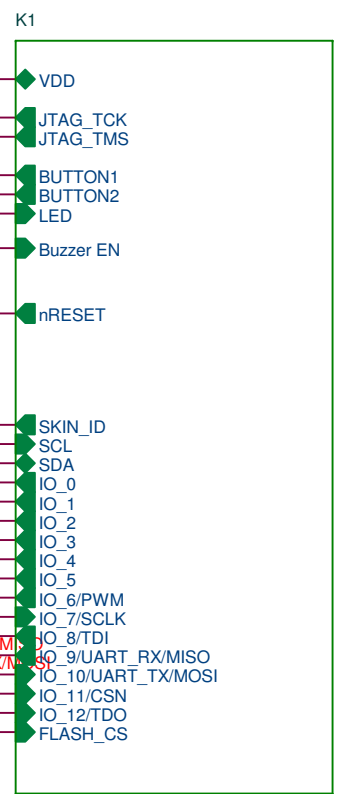 K1
VDD
JTAG_TCK
JTAG_TMS
BUTTON1
BUTTON2
LED
Buzzer EN
nRESET
SKIN_ID
SCL
SDA
IO_0
IO_1
IO_2
IO_3
IO_4
IO_5
IO_6/PWM
IO_7/SCLK
IO_8/TDI
IO_9/UART_RX/MISO
IO_10/UART_TX/MOSI
IO_11/CSN
IO_12/TDO
FLASH_CS